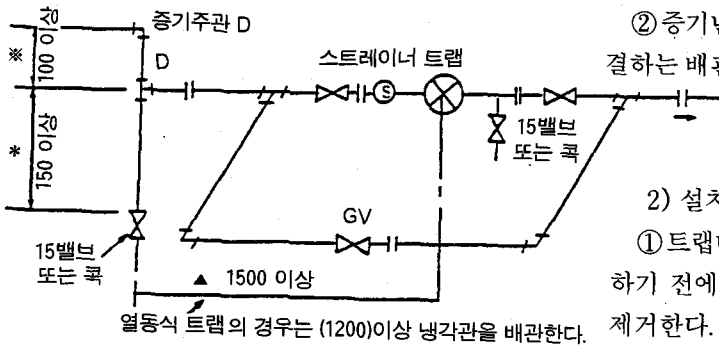 증기주관 D
※ 100 이상
D
* 150 이상
스트레이너 트랩
S
15밸브
또는 콕
GV
15밸브
또는 콕
▲ 1500 이상
열동식 트랩의 경우는 (1200)이상 냉각관을 배관한다.
② 증기
결하는 배관
2) 설치
① 트랩
하기 전에
제거한다.